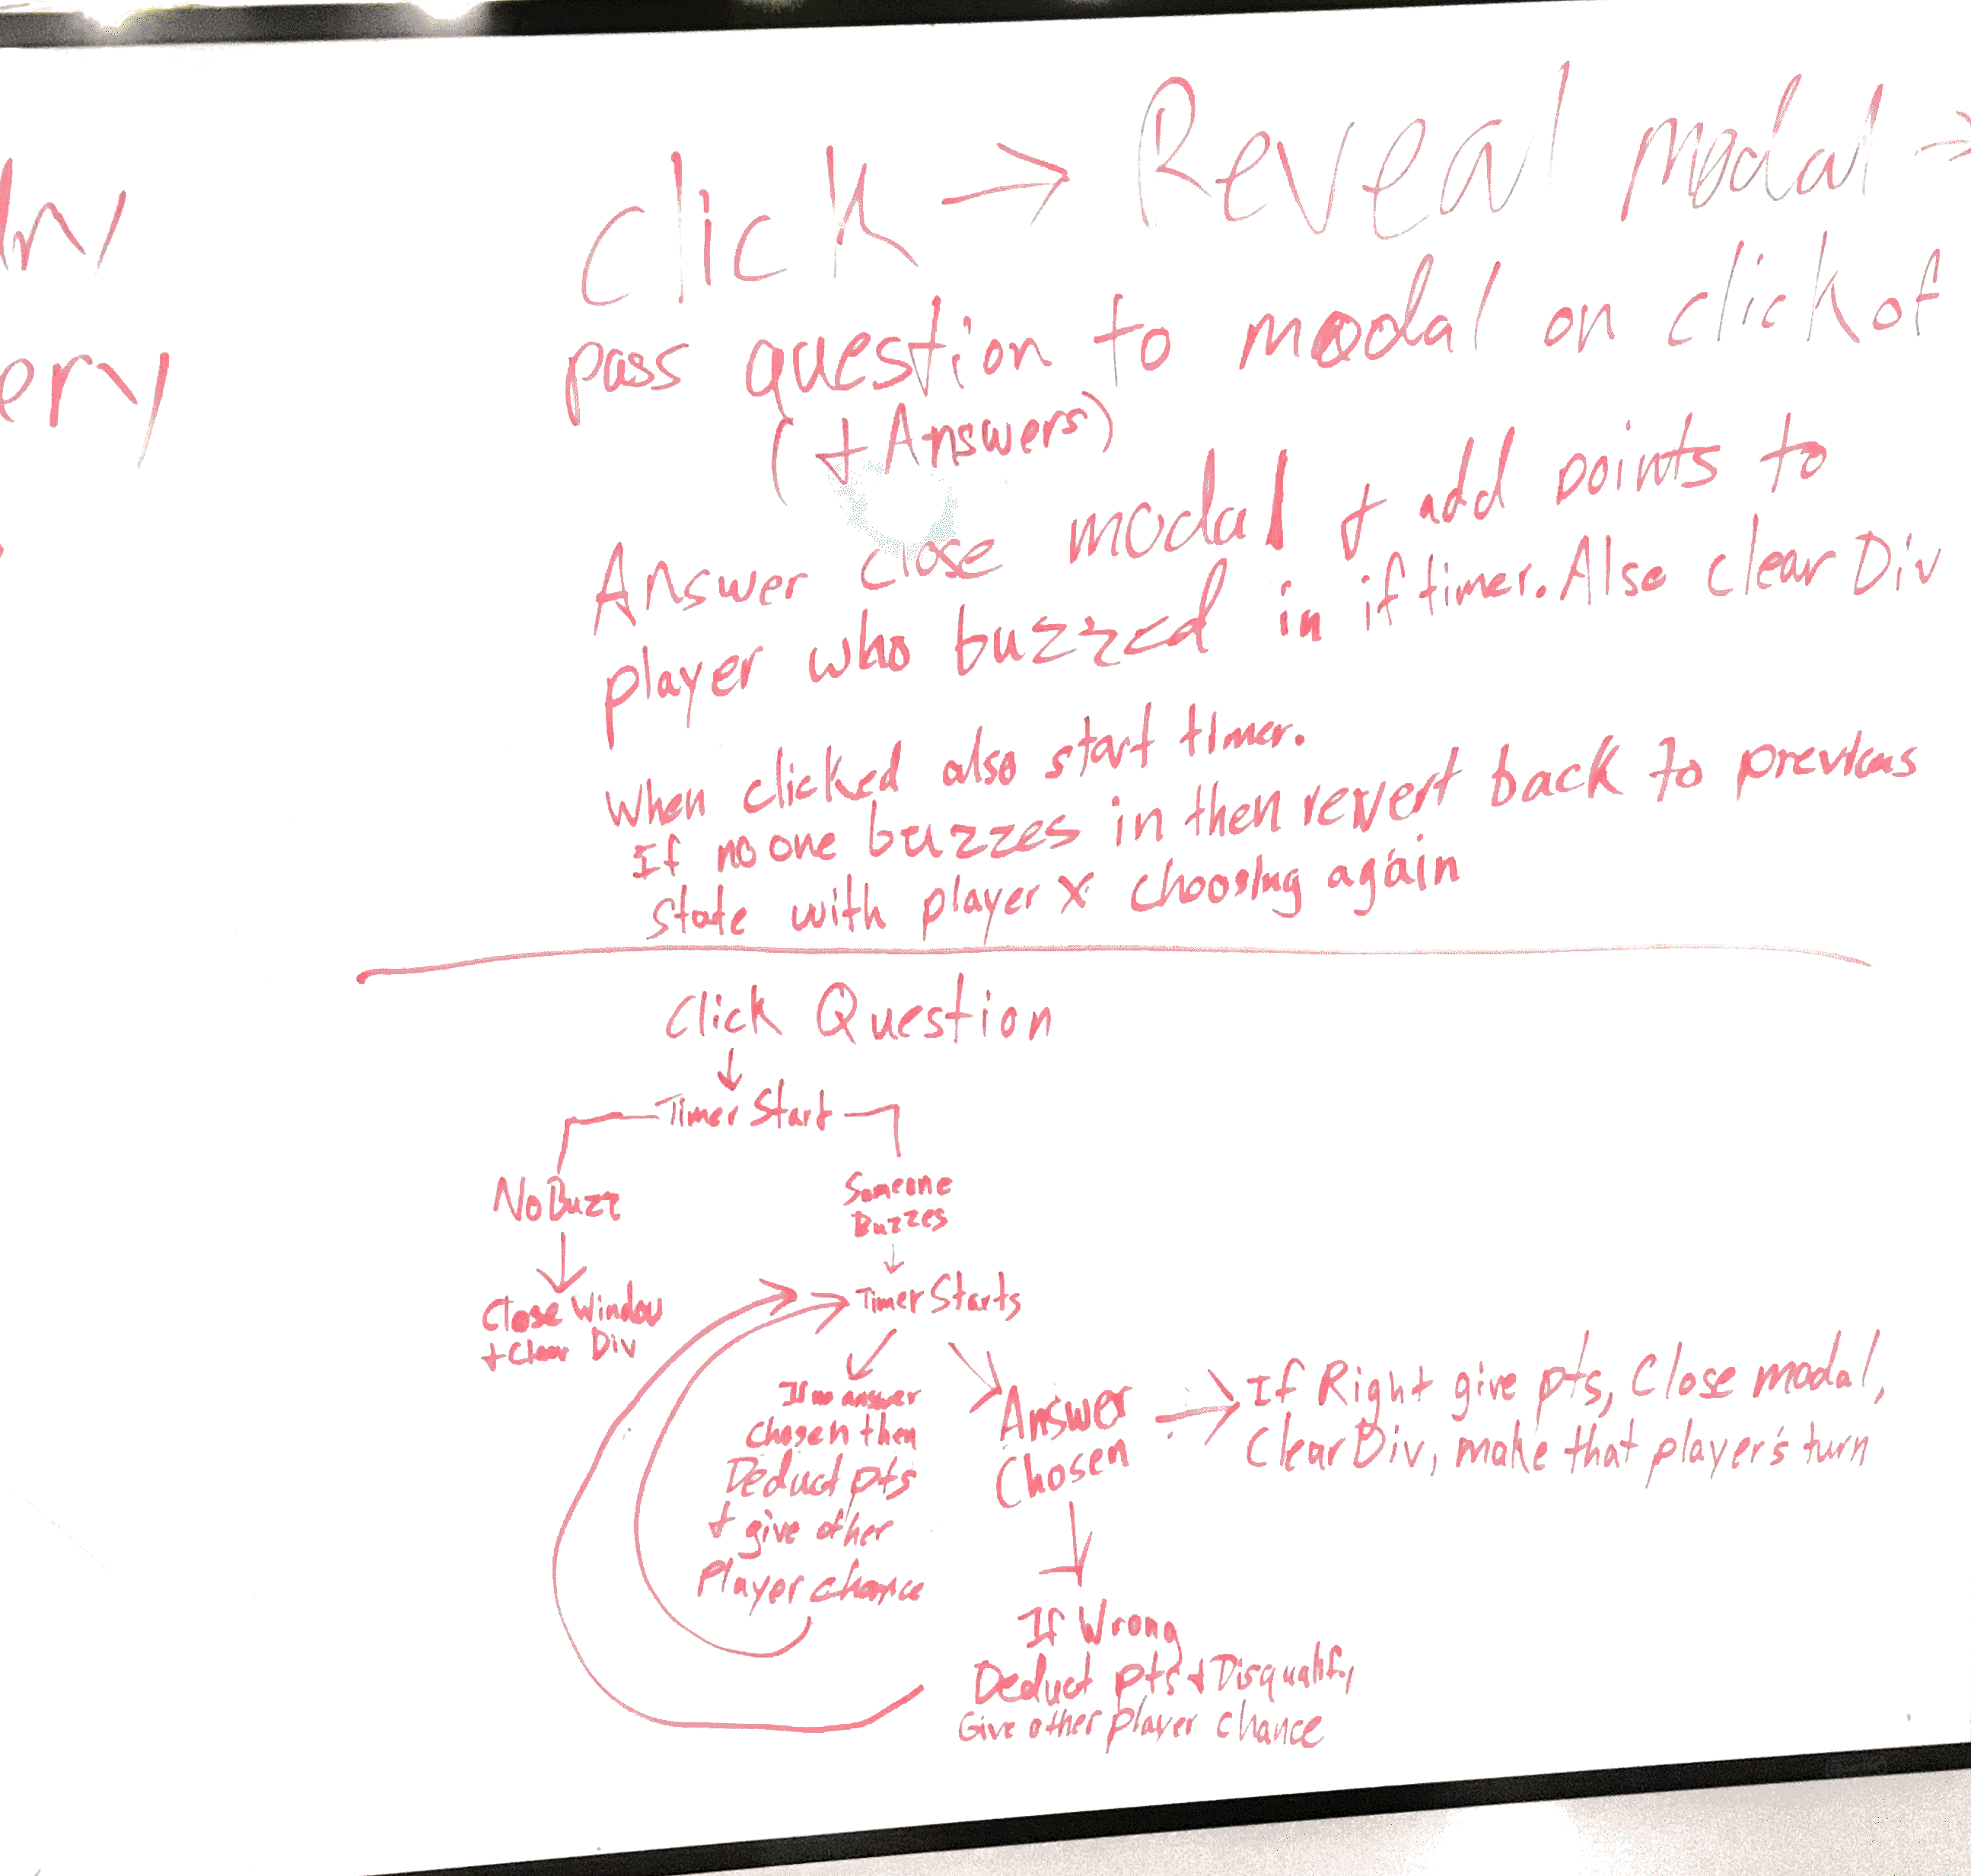 ery
Click → Reveal modal →
pass question to modal on click of
(+ Answers)
Answer close modal + add points to
player who buzzed in if timer. Also clear Div
When clicked also start timer.
If no one buzzes in then revert back to previous
state with player X choosing again
Click Question
↓
Timer Start
No Buzz
Someone
Buzzes
↓
↓
Close Window
+ Clear Div
Timer Starts
If no answer
chosen then
Deduct pts
+ give other
Player chance
Answer
Chosen
→ If Right give pts, Close modal,
Clear Div, make that player's turn
↓
If Wrong
Deduct pts + Disqualify
Give other player chance